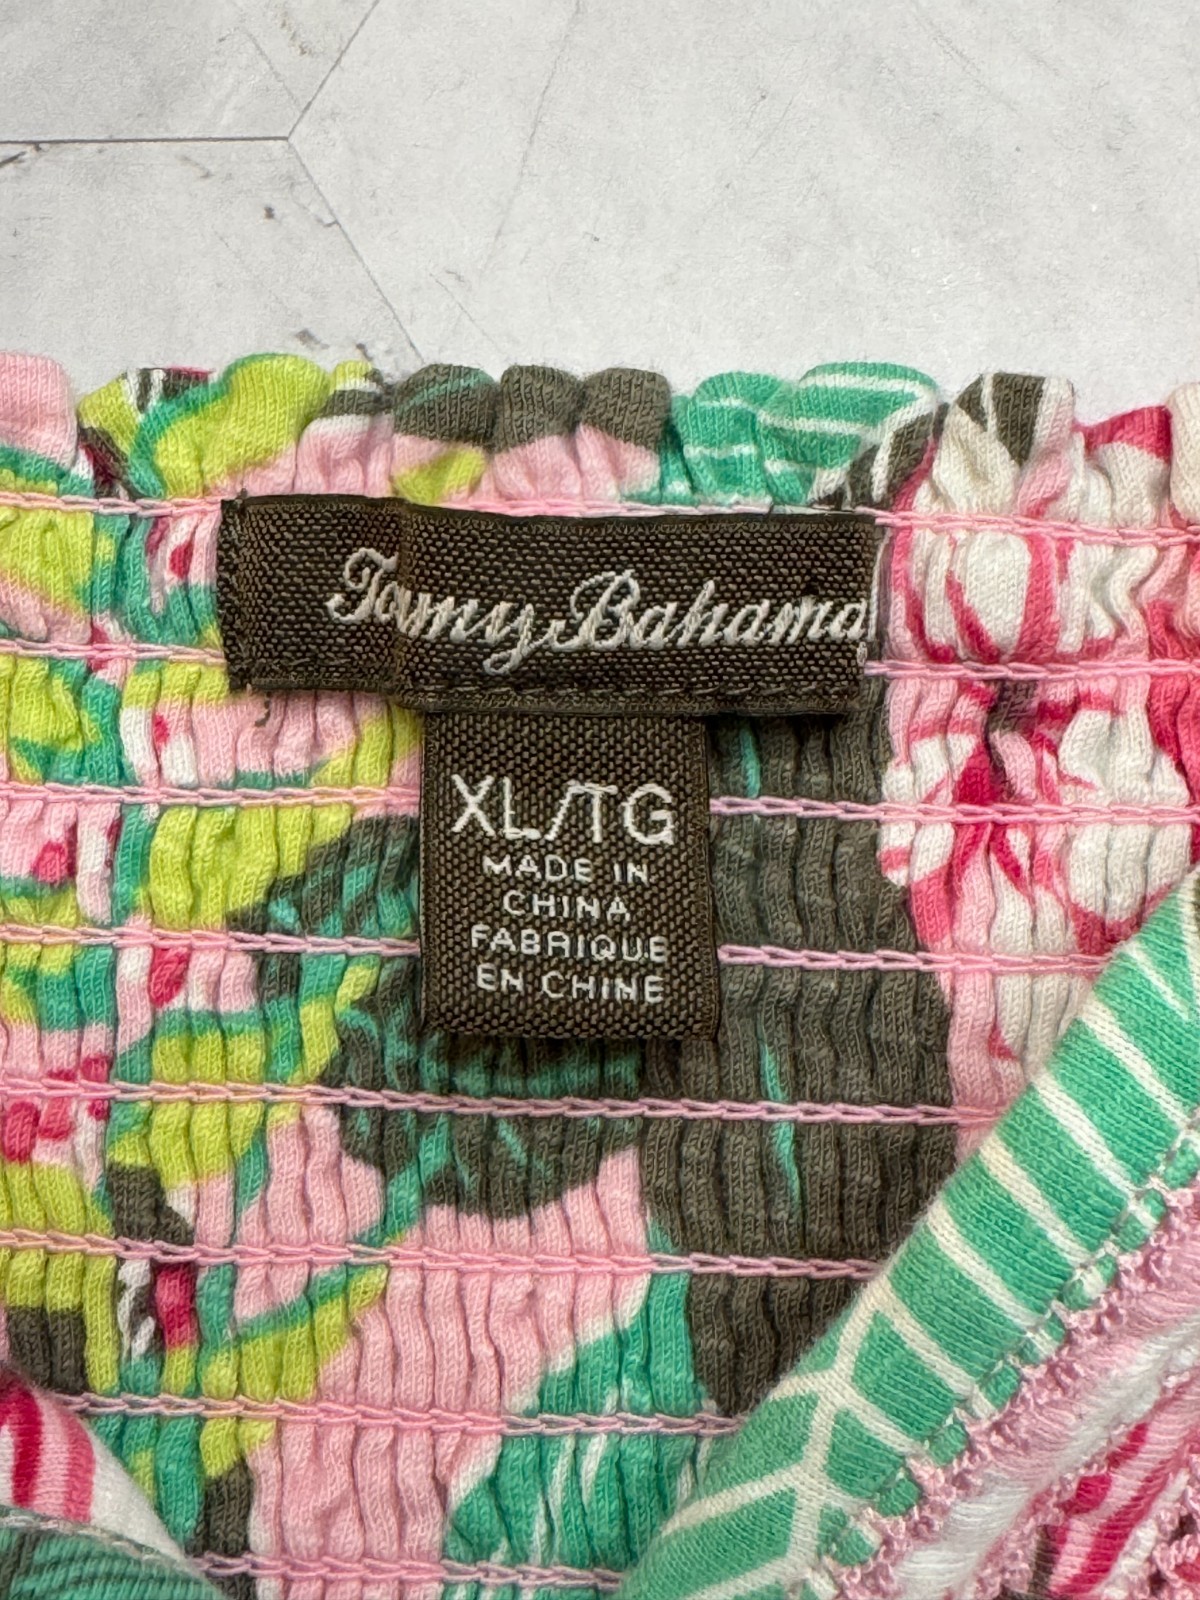 Tommy Bahama
XL/TG
MADE IN
CHINA
FABRIQUE
EN CHINE